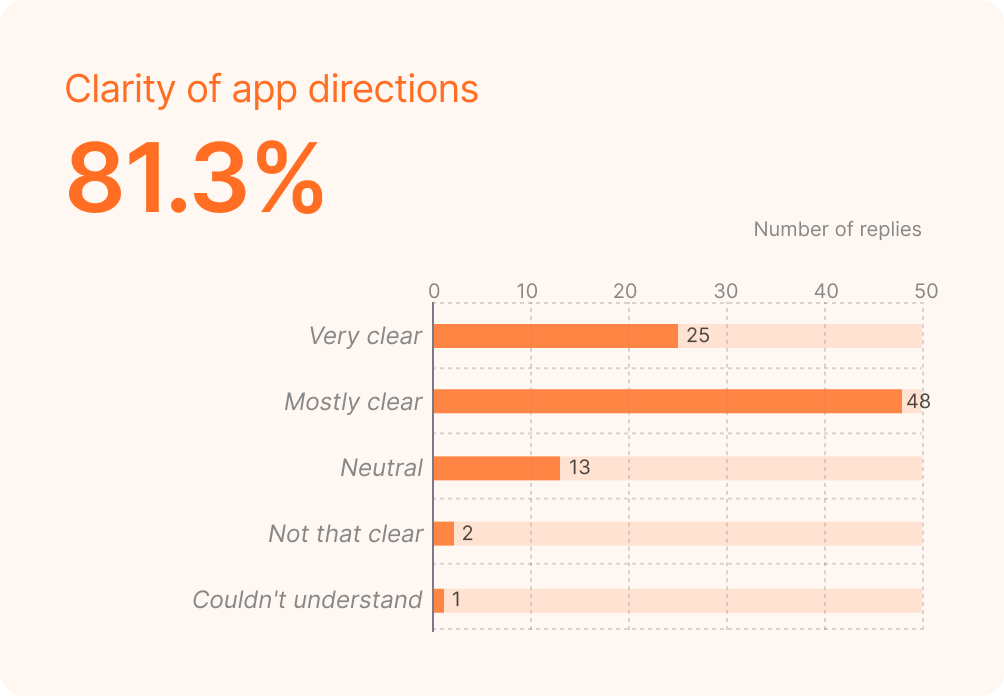 Clarity of app directions
81.3%
Number of replies
0 10 20 30 40 50
Very clear 25
Mostly clear 48
Neutral 13
Not that clear 2
Couldn't understand 1